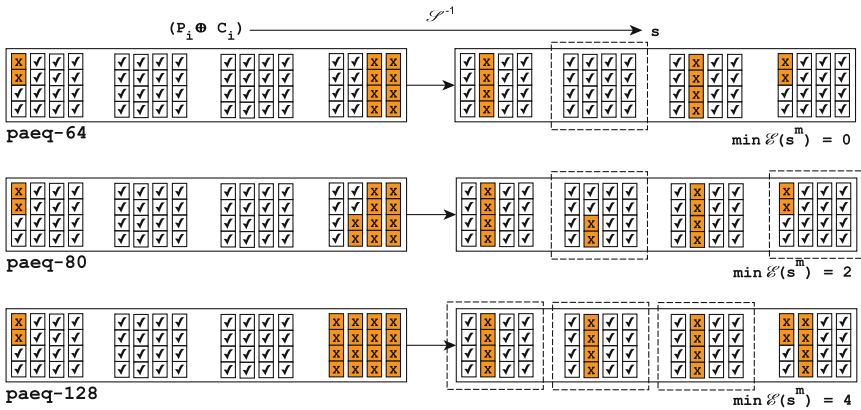 (P_i ⊕ C_i) 𝒮^-1 s
paeq-64 min ℰ(s^m) = 0
paeq-80 min ℰ(s^m) = 2
paeq-128 min ℰ(s^m) = 4